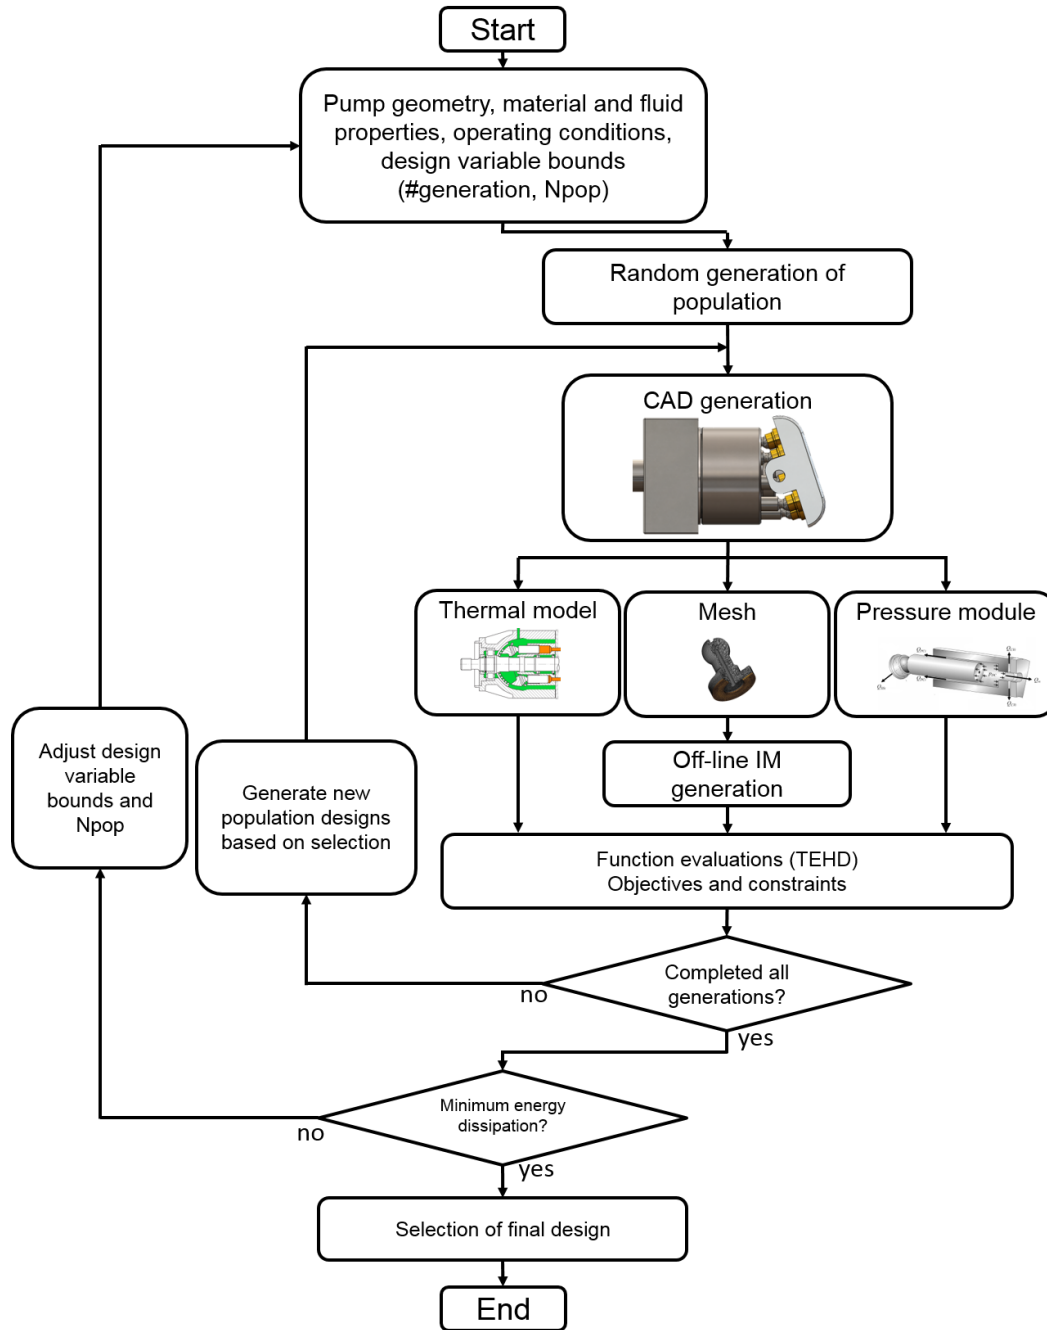 Start
Pump geometry, material and fluid
properties, operating conditions,
design variable bounds
(#generation, Npop)
Random generation of
population
CAD generation
Thermal model
Mesh
Pressure module
Off-line IM
generation
Adjust design
variable
bounds and
Npop
Generate new
population designs
based on selection
Function evaluations (TEHD)
Objectives and constraints
Completed all
generations?
no
yes
Minimum energy
dissipation?
no
yes
Selection of final design
End